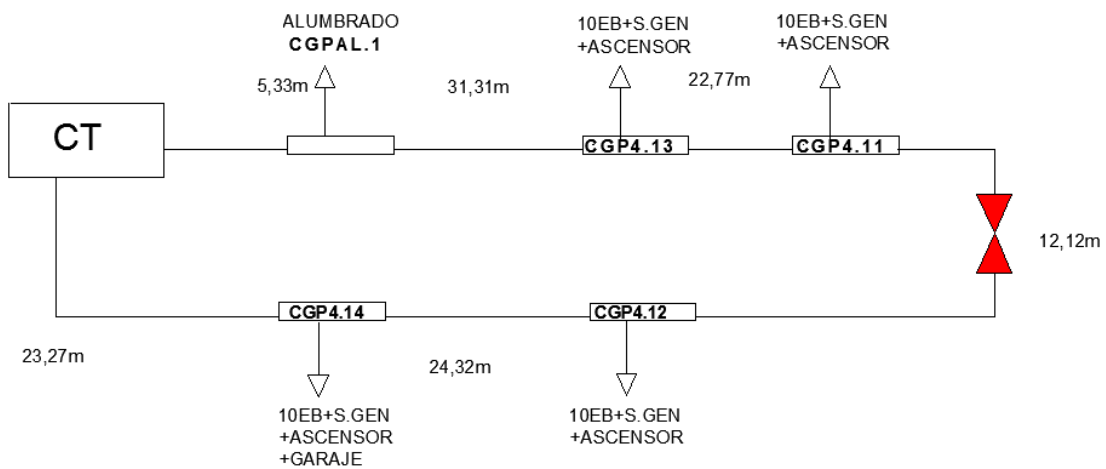 ALUMBRADO
CGPAL.1
10EB+S.GEN
+ASCENSOR
10EB+S.GEN
+ASCENSOR
5,33m
31,31m
22,77m
CT
CGP4.13
CGP4.11
12,12m
CGP4.14
CGP4.12
23,27m
24,32m
10EB+S.GEN
+ASCENSOR
+GARAJE
10EB+S.GEN
+ASCENSOR